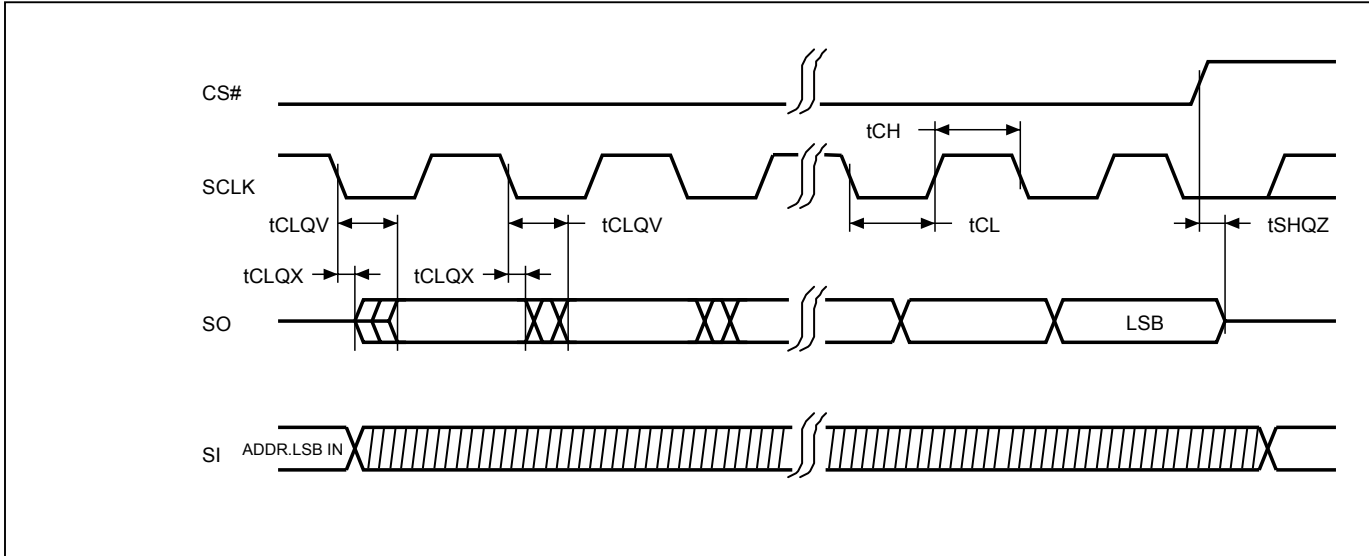 CS#
tCH
SCLK
tCLQV tCLQV tCL tSHQZ
tCLQX tCLQX
SO LSB
SI ADDR.LSB IN